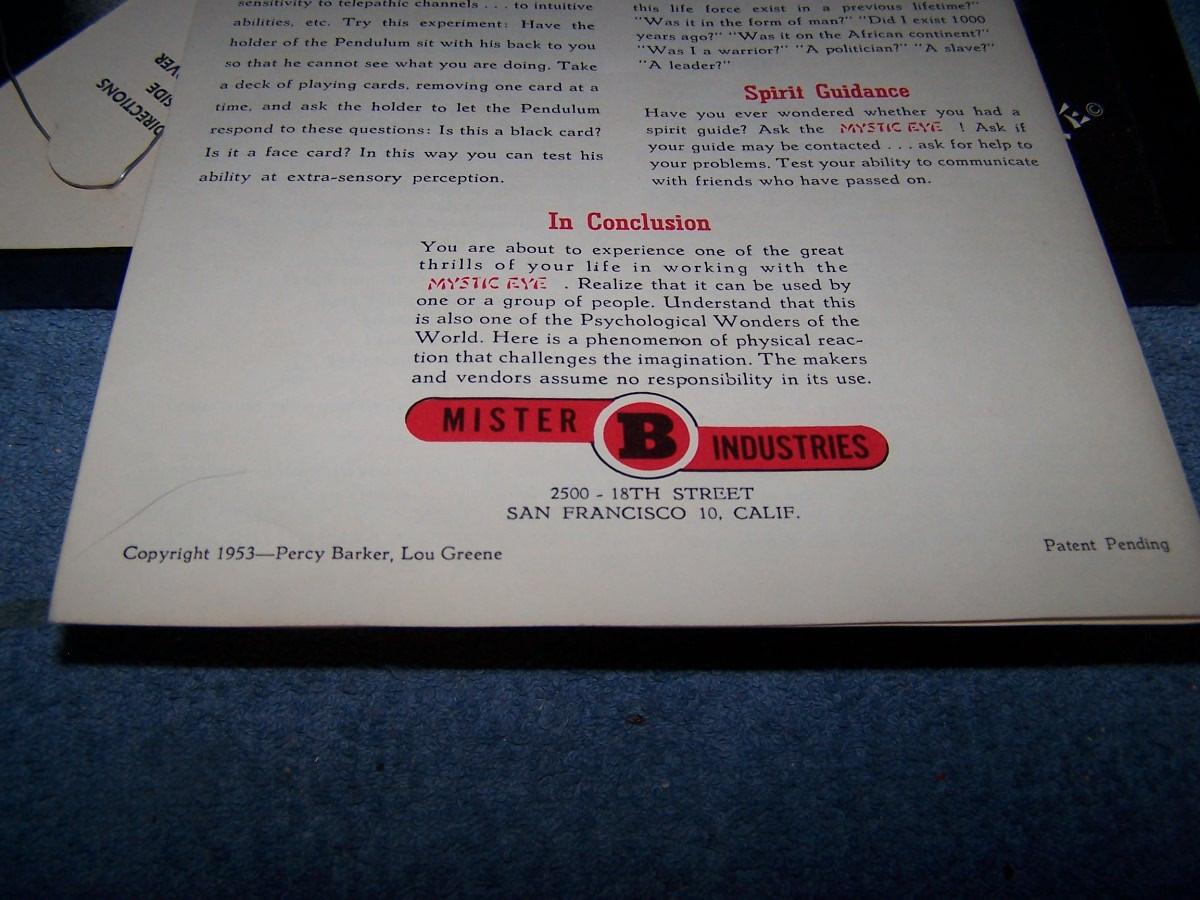 sensitivity to telepathic channels . . . to intuitive
abilities, etc. Try this experiment: Have the
holder of the Pendulum sit with his back to you
so that he cannot see what you are doing. Take
a deck of playing cards, removing one card at a
time, and ask the holder to let the Pendulum
respond to these questions: Is this a black card?
Is it a face card? In this way you can test his
ability at extra-sensory perception.
this life force exist in a previous lifetime?"
"Was it in the form of man?" "Did I exist 1000
years ago?" "Was it on the African continent?"
"Was I a warrior?" "A politician?" "A slave?"
"A leader?"
Spirit Guidance
Have you ever wondered whether you had a
spirit guide? Ask the MYSTIC EYE ! Ask if
your guide may be contacted . . . ask for help to
your problems. Test your ability to communicate
with friends who have passed on.
In Conclusion
You are about to experience one of the great
thrills of your life in working with the
MYSTIC EYE . Realize that it can be used by
one or a group of people. Understand that this
is also one of the Psychological Wonders of the
World. Here is a phenomenon of physical reac-
tion that challenges the imagination. The makers
and vendors assume no responsibility in its use.
MISTER B INDUSTRIES
2500 - 18TH STREET
SAN FRANCISCO 10, CALIF.
Copyright 1953—Percy Barker, Lou Greene
Patent Pending
DIRECTIONS
SIDE
©